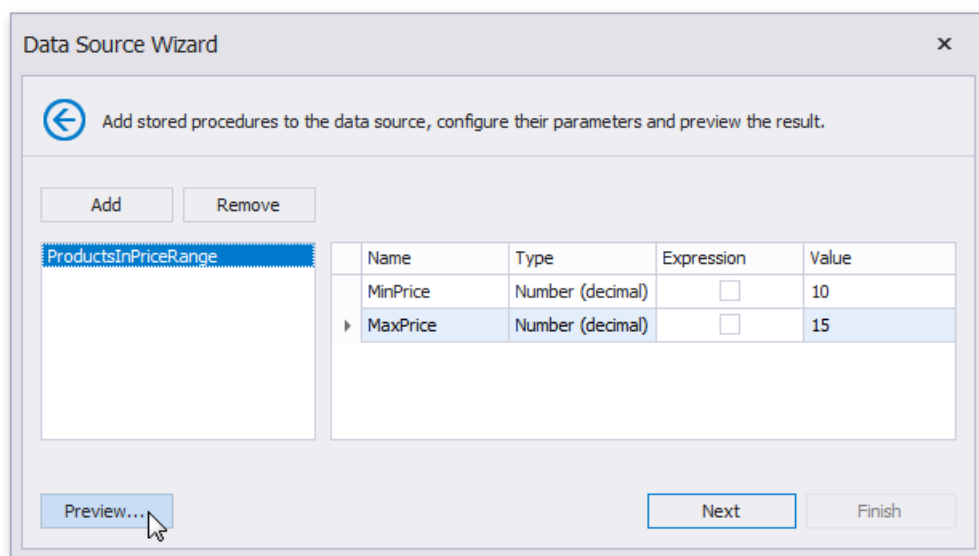 Data Source Wizard
Add stored procedures to the data source, configure their parameters and preview the result.
Add Remove
ProductsInPriceRange
Name Type Expression Value
MinPrice Number (decimal) 10
MaxPrice Number (decimal) 15
Preview... Next Finish